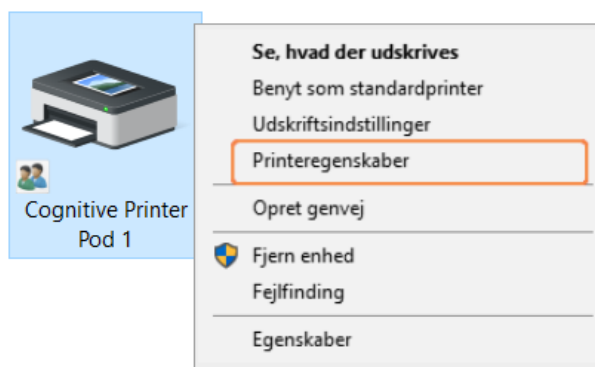 Cognitive Printer
Pod 1
Se, hvad der udskrives
Benyt som standardprinter
Udskriftsindstillinger
Printeregenskaber
Opret genvej
Fjern enhed
Fejlfinding
Egenskaber